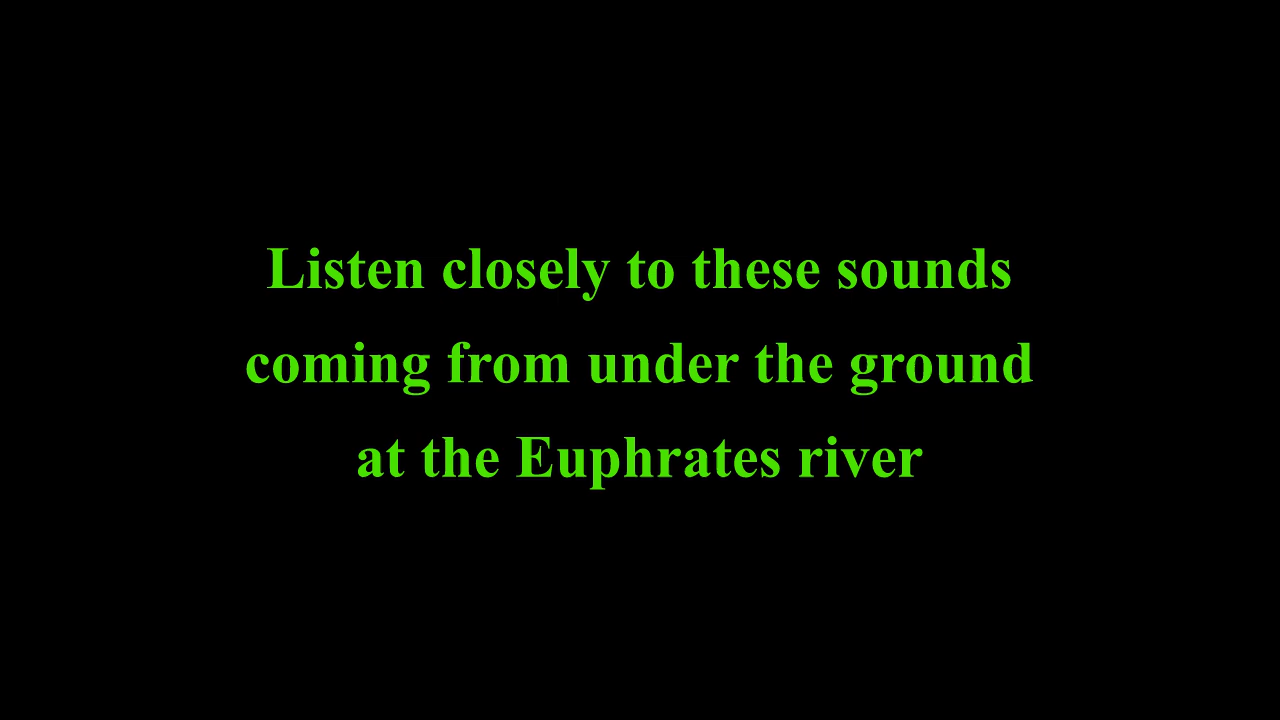 Listen closely to these sounds
coming from under the ground
at the Euphrates river